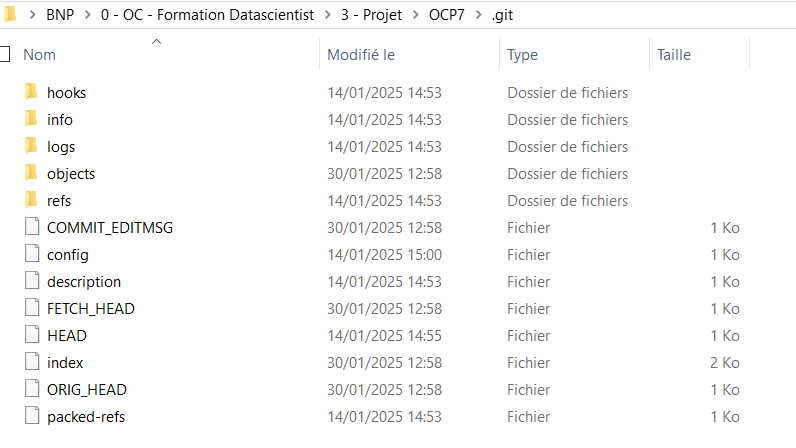 BNP > 0 - OC - Formation Datascientist > 3 - Projet > OCP7 > .git
Nom Modifié le Type Taille
hooks 14/01/2025 14:53 Dossier de fichiers
info 14/01/2025 14:53 Dossier de fichiers
logs 14/01/2025 14:53 Dossier de fichiers
objects 30/01/2025 12:58 Dossier de fichiers
refs 14/01/2025 14:53 Dossier de fichiers
COMMIT_EDITMSG 30/01/2025 12:58 Fichier 1 Ko
config 14/01/2025 15:00 Fichier 1 Ko
description 14/01/2025 14:53 Fichier 1 Ko
FETCH_HEAD 30/01/2025 12:58 Fichier 1 Ko
HEAD 14/01/2025 14:55 Fichier 1 Ko
index 30/01/2025 12:58 Fichier 2 Ko
ORIG_HEAD 30/01/2025 12:58 Fichier 1 Ko
packed-refs 14/01/2025 14:53 Fichier 1 Ko